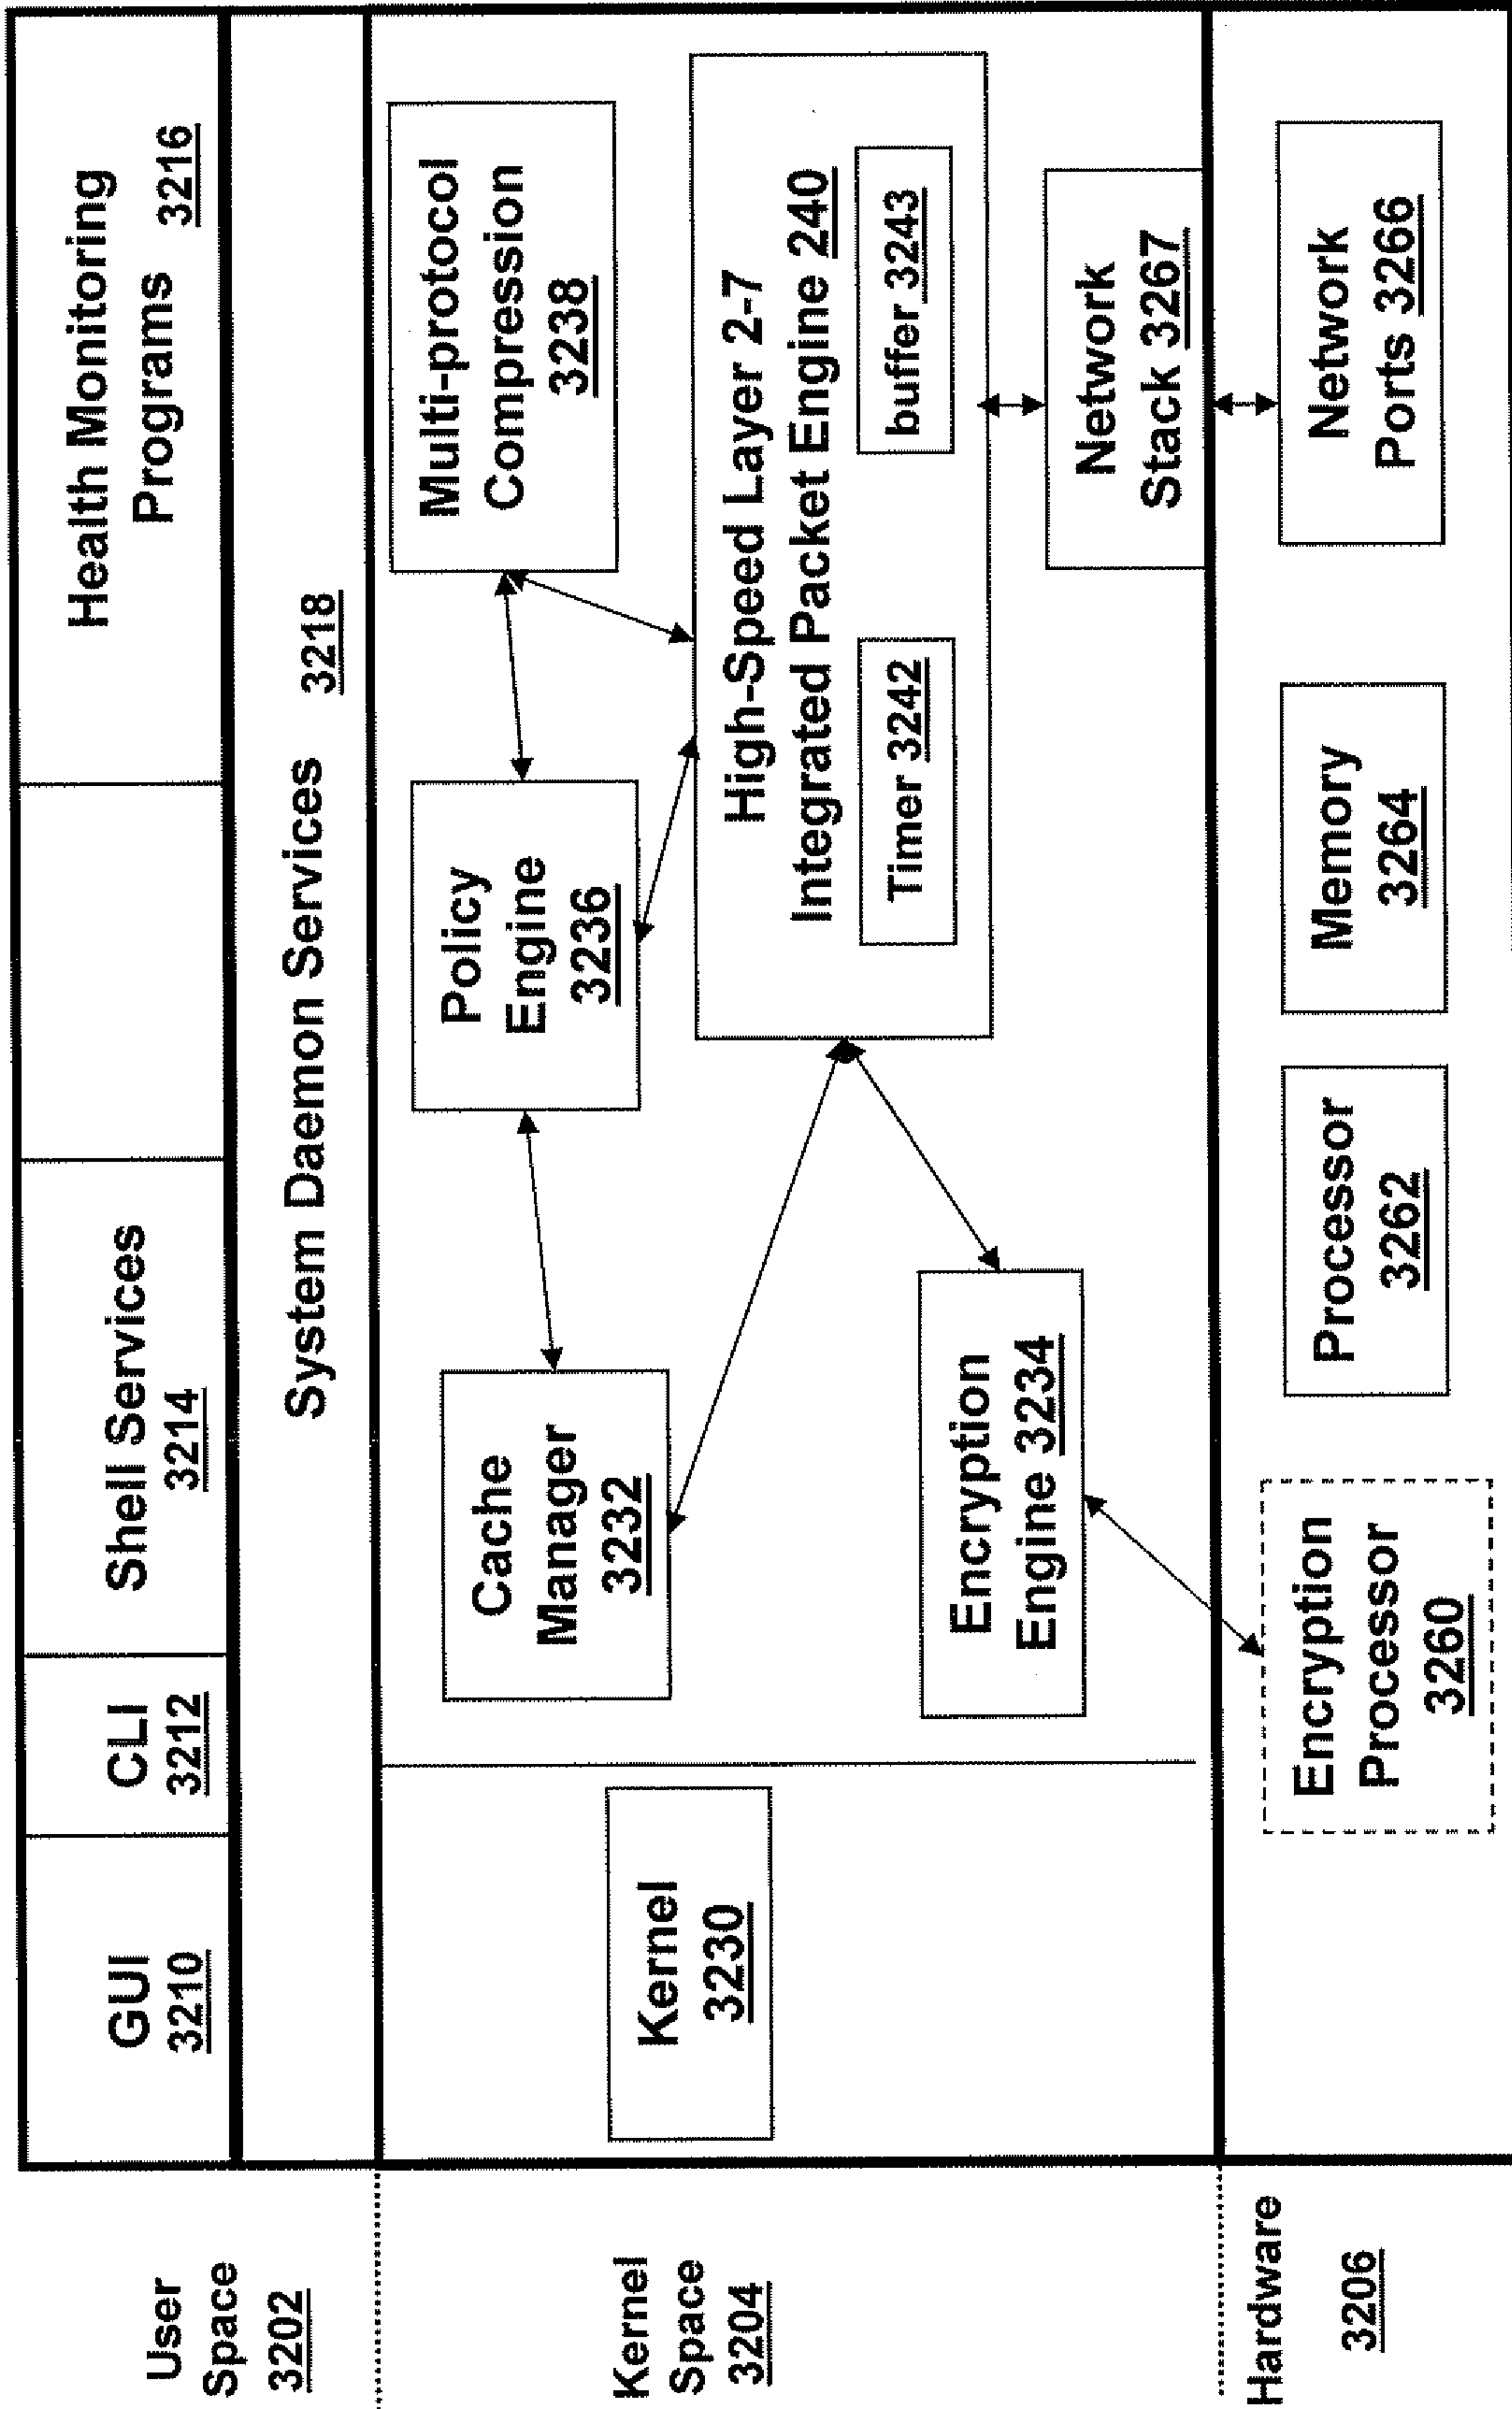 User
Space
3202
GUI
3210
CLI
3212
Shell Services
3214
Health Monitoring
Programs 3216
System Daemon Services 3218
Kernel
Space
3204
Kernel
3230
Cache
Manager
3232
Policy
Engine
3236
Multi-protocol
Compression
3238
High-Speed Layer 2-7
Integrated Packet Engine 240
Timer 3242
buffer 3243
Encryption
Engine 3234
Network
Stack 3267
Hardware
3206
Encryption
Processor
3260
Processor
3262
Memory
3264
Network
Ports 3266